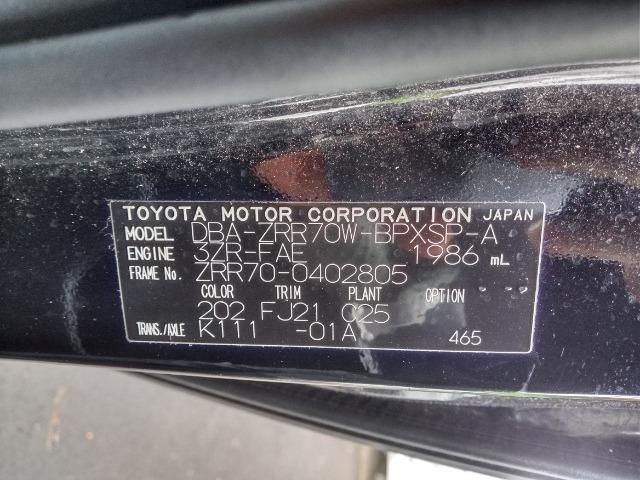 TOYOTA MOTOR CORPORATION JAPAN
MODEL DBA-ZRR70W-BPXSP-A
ENGINE 3ZR-FAE 1986 mL
FRAME No. ZRR70-0402805
COLOR TRIM PLANT OPTION
202 FJ21 C25
TRANS./AXLE K111 -01A 465